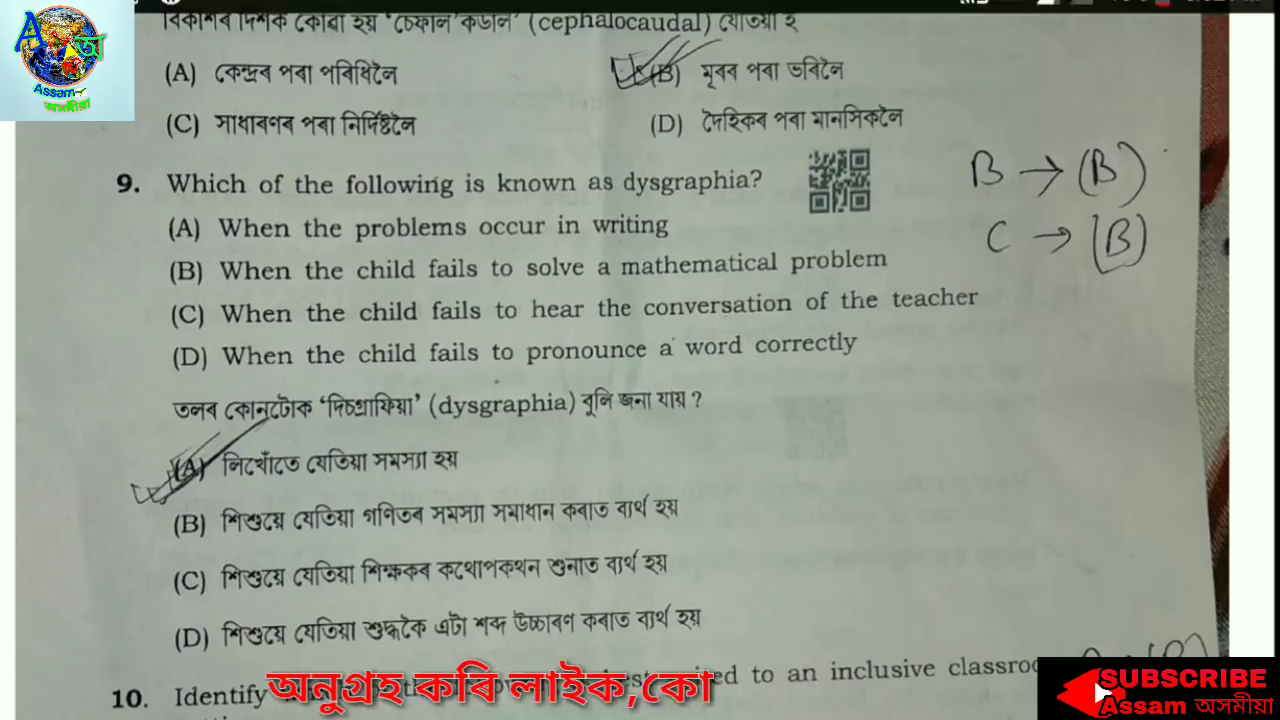 বিকাশৰ দিশক কোৱা হয় 'চেফাল'কডাল' (cephalocaudal) যেতিয়া ই
(A) কেন্দ্ৰৰ পৰা পৰিধিলৈ
(B) মূৰৰ পৰা ভৰিলৈ
(C) সাধাৰণৰ পৰা নিৰ্দিষ্টলৈ
(D) দৈহিকৰ পৰা মানসিকলৈ
9. Which of the following is known as dysgraphia?
(A) When the problems occur in writing
(B) When the child fails to solve a mathematical problem
(C) When the child fails to hear the conversation of the teacher
(D) When the child fails to pronounce a word correctly
তলৰ কোনটোক 'দিচগ্ৰাফিয়া' (dysgraphia) বুলি জনা যায় ?
(A) লিখোঁতে যেতিয়া সমস্যা হয়
(B) শিশুয়ে যেতিয়া গণিতৰ সমস্যা সমাধান কৰাত ব্যৰ্থ হয়
(C) শিশুয়ে যেতিয়া শিক্ষকৰ কথোপকথন শুনাত ব্যৰ্থ হয়
(D) শিশুয়ে যেতিয়া শুদ্ধকৈ এটা শব্দ উচ্চাৰণ কৰাত ব্যৰ্থ হয়
10. Identify to an inclusive
B → (B)
C → (B)
A অ
Assam
অসমীয়া
অনুগ্ৰহ কৰি লাইক,কো
SUBSCRIBE
Assam অসমীয়া